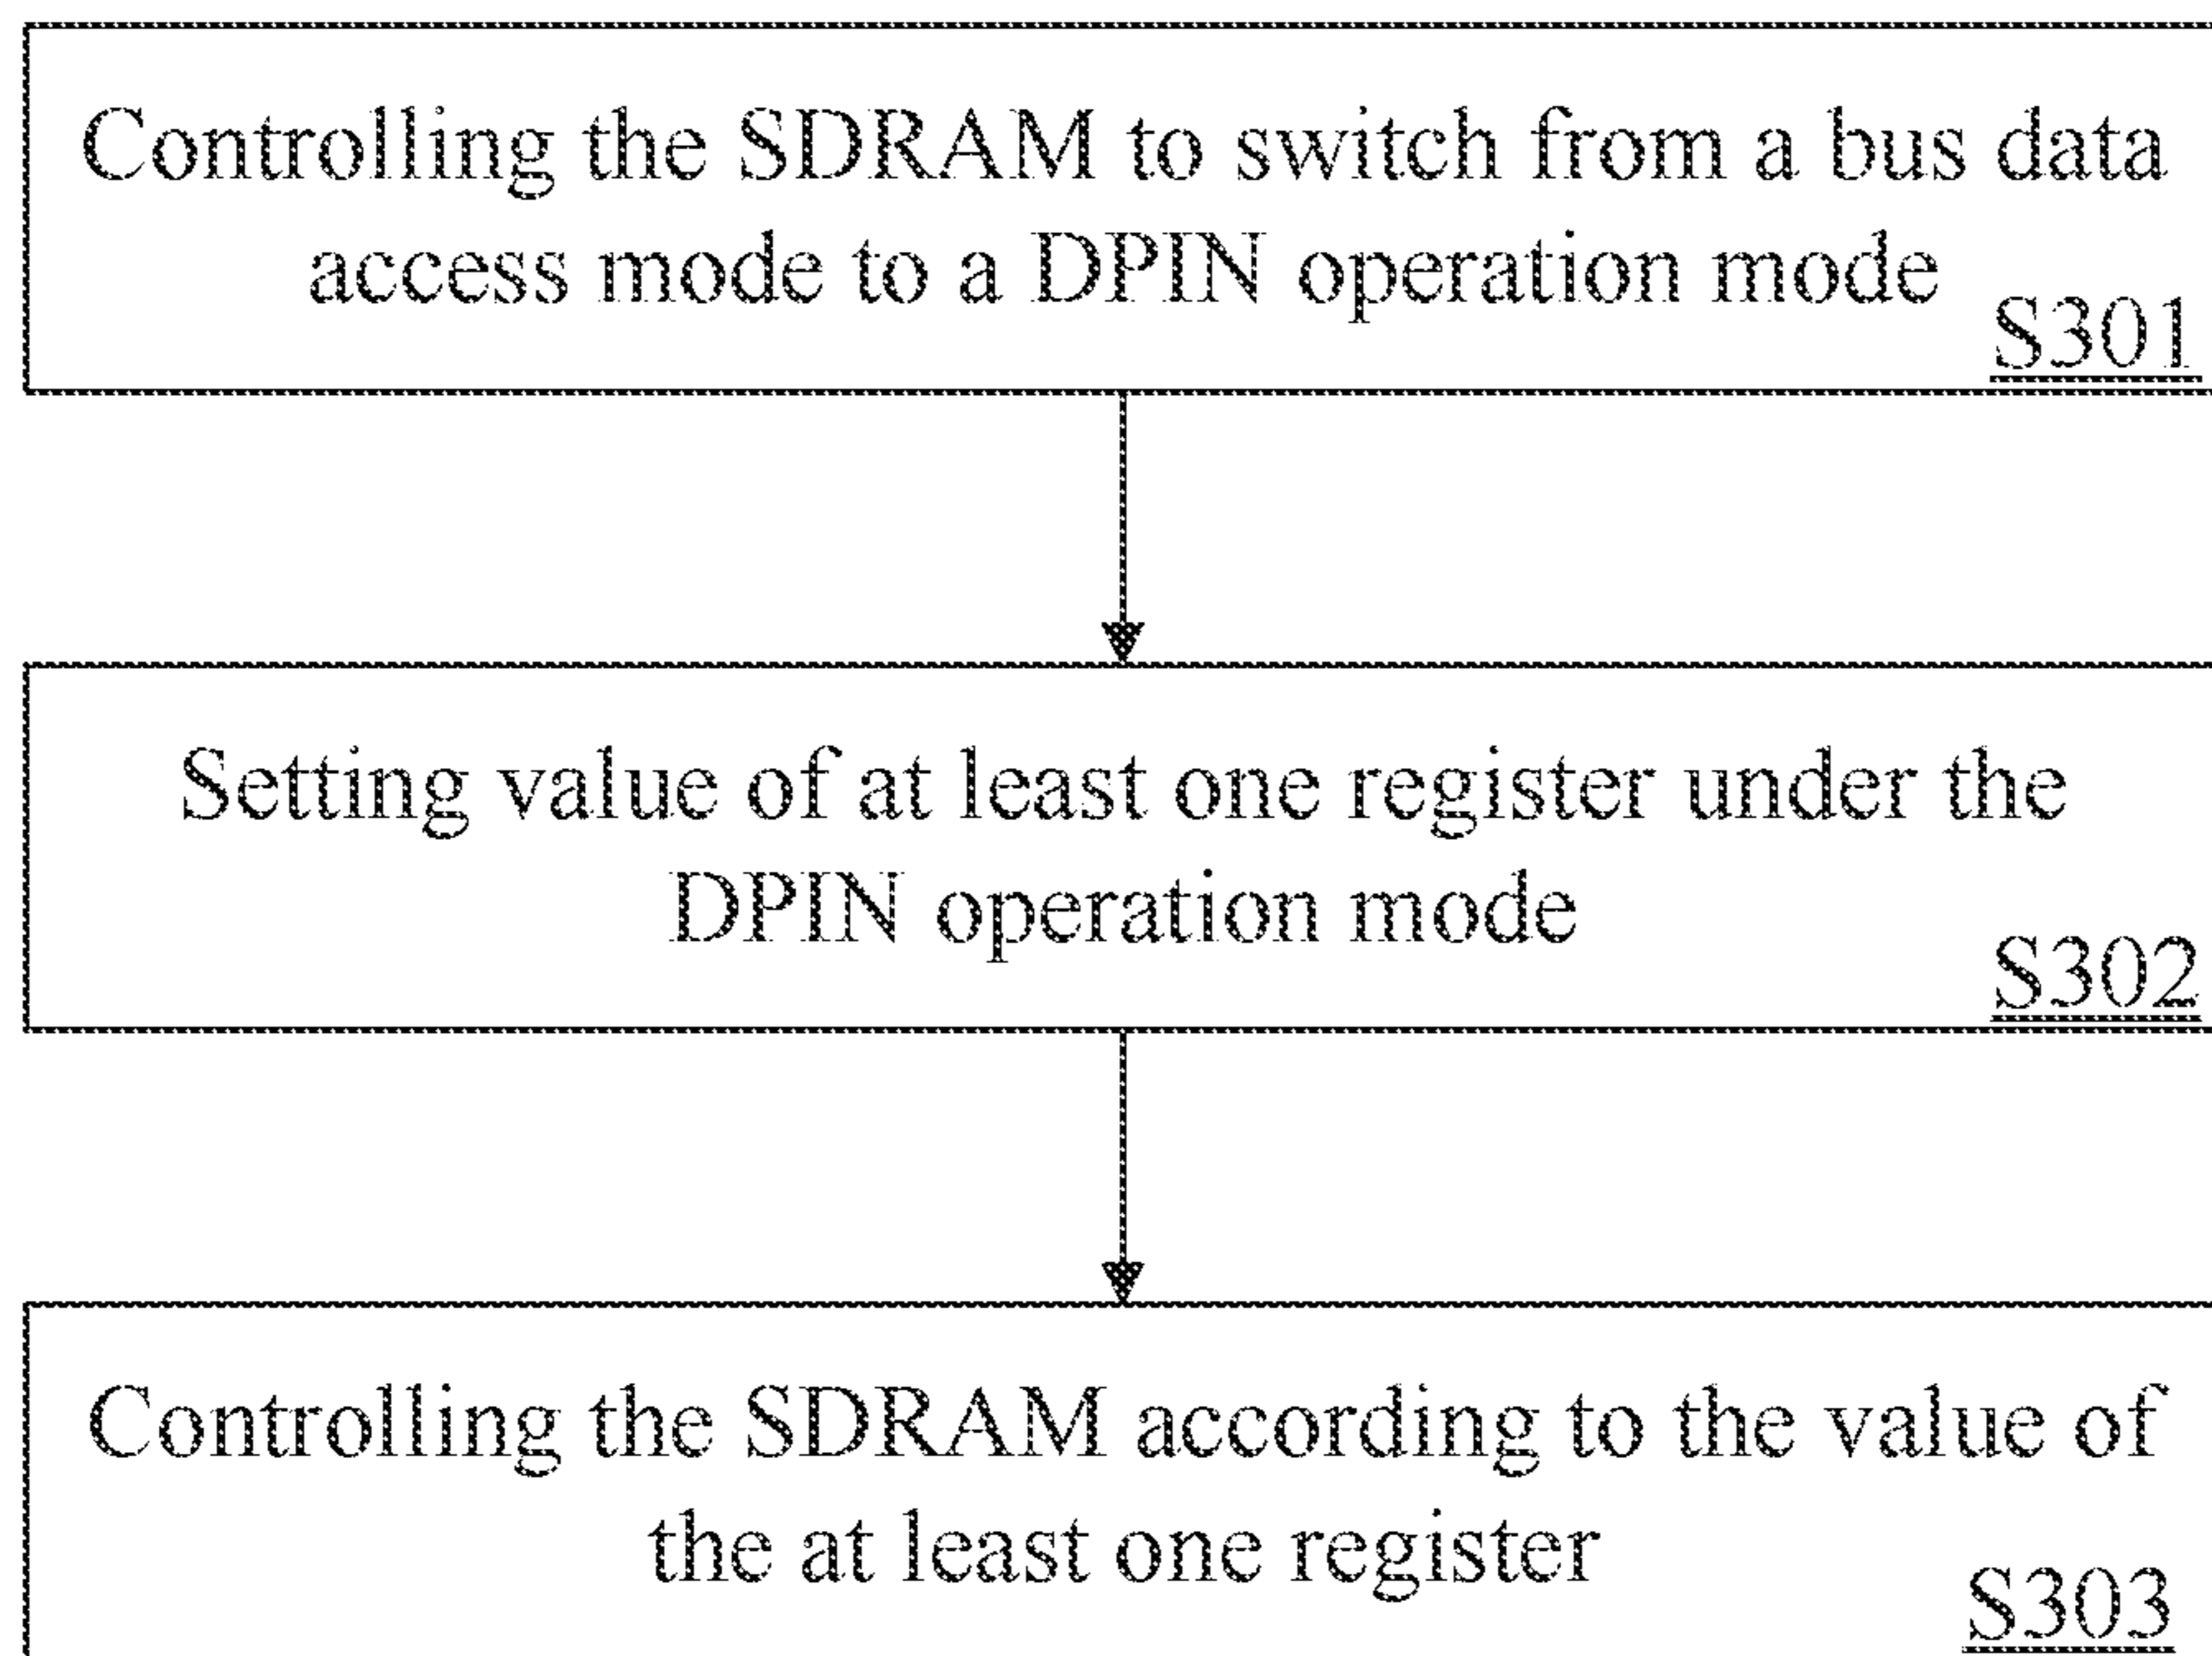 Controlling the SDRAM to switch from a bus data
access mode to a DPIN operation mode
S301
Setting value of at least one register under the
DPIN operation mode
S302
Controlling the SDRAM according to the value of
the at least one register
S303